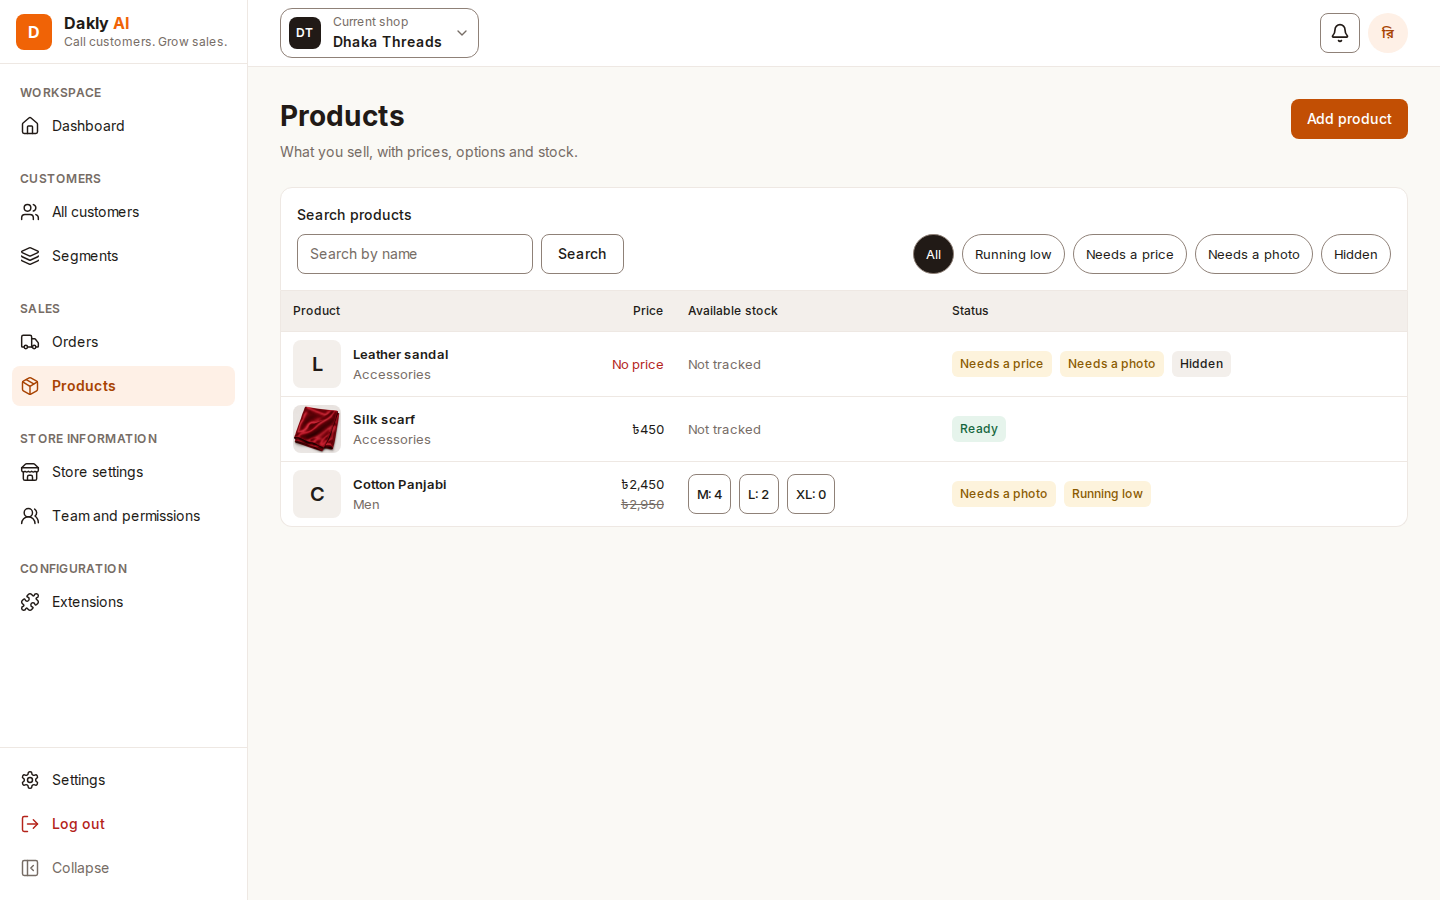 D
Dakly AI
Call customers. Grow sales.
DT
Current shop
Dhaka Threads
রি
WORKSPACE
Dashboard
CUSTOMERS
All customers
Segments
SALES
Orders
Products
STORE INFORMATION
Store settings
Team and permissions
CONFIGURATION
Extensions
Settings
Log out
Collapse
Products
Add product
What you sell, with prices, options and stock.
Search products
Search by name
Search
All
Running low
Needs a price
Needs a photo
Hidden
Product Price Available stock Status
L
Leather sandal
Accessories
No price
Not tracked
Needs a price
Needs a photo
Hidden
Silk scarf
Accessories
৳450
Not tracked
Ready
C
Cotton Panjabi
Men
৳2,450
৳2,950
M: 4
L: 2
XL: 0
Needs a photo
Running low